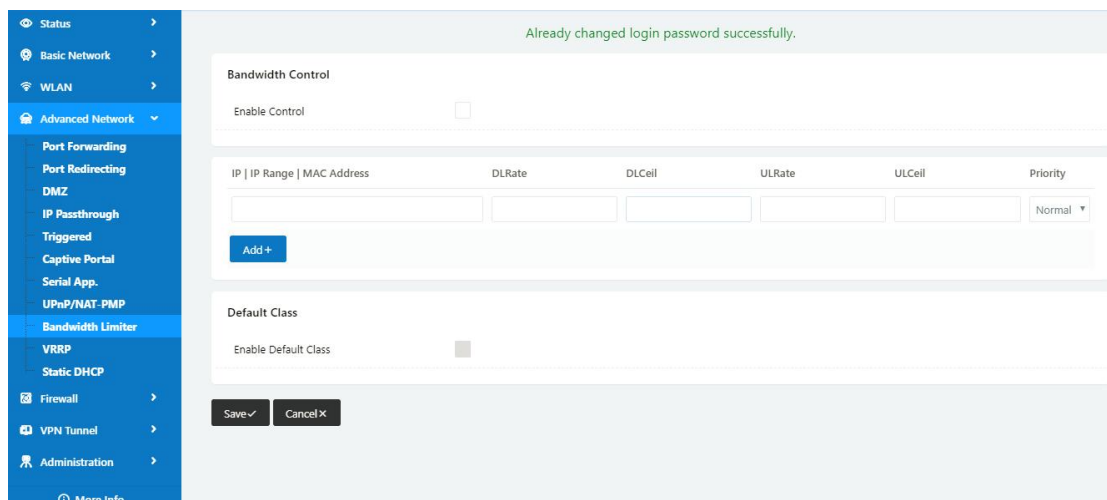 Status
Basic Network
WLAN
Advanced Network
Port Forwarding
Port Redirecting
DMZ
IP Passthrough
Triggered
Captive Portal
Serial App.
UPnP/NAT-PMP
Bandwidth Limiter
VRRP
Static DHCP
Firewall
VPN Tunnel
Administration
More Info
Already changed login password successfully.
Bandwidth Control
Enable Control
IP | IP Range | MAC Address DLRate DLCeil ULRate ULCeil Priority
Normal
Add+
Default Class
Enable Default Class
Save Cancel